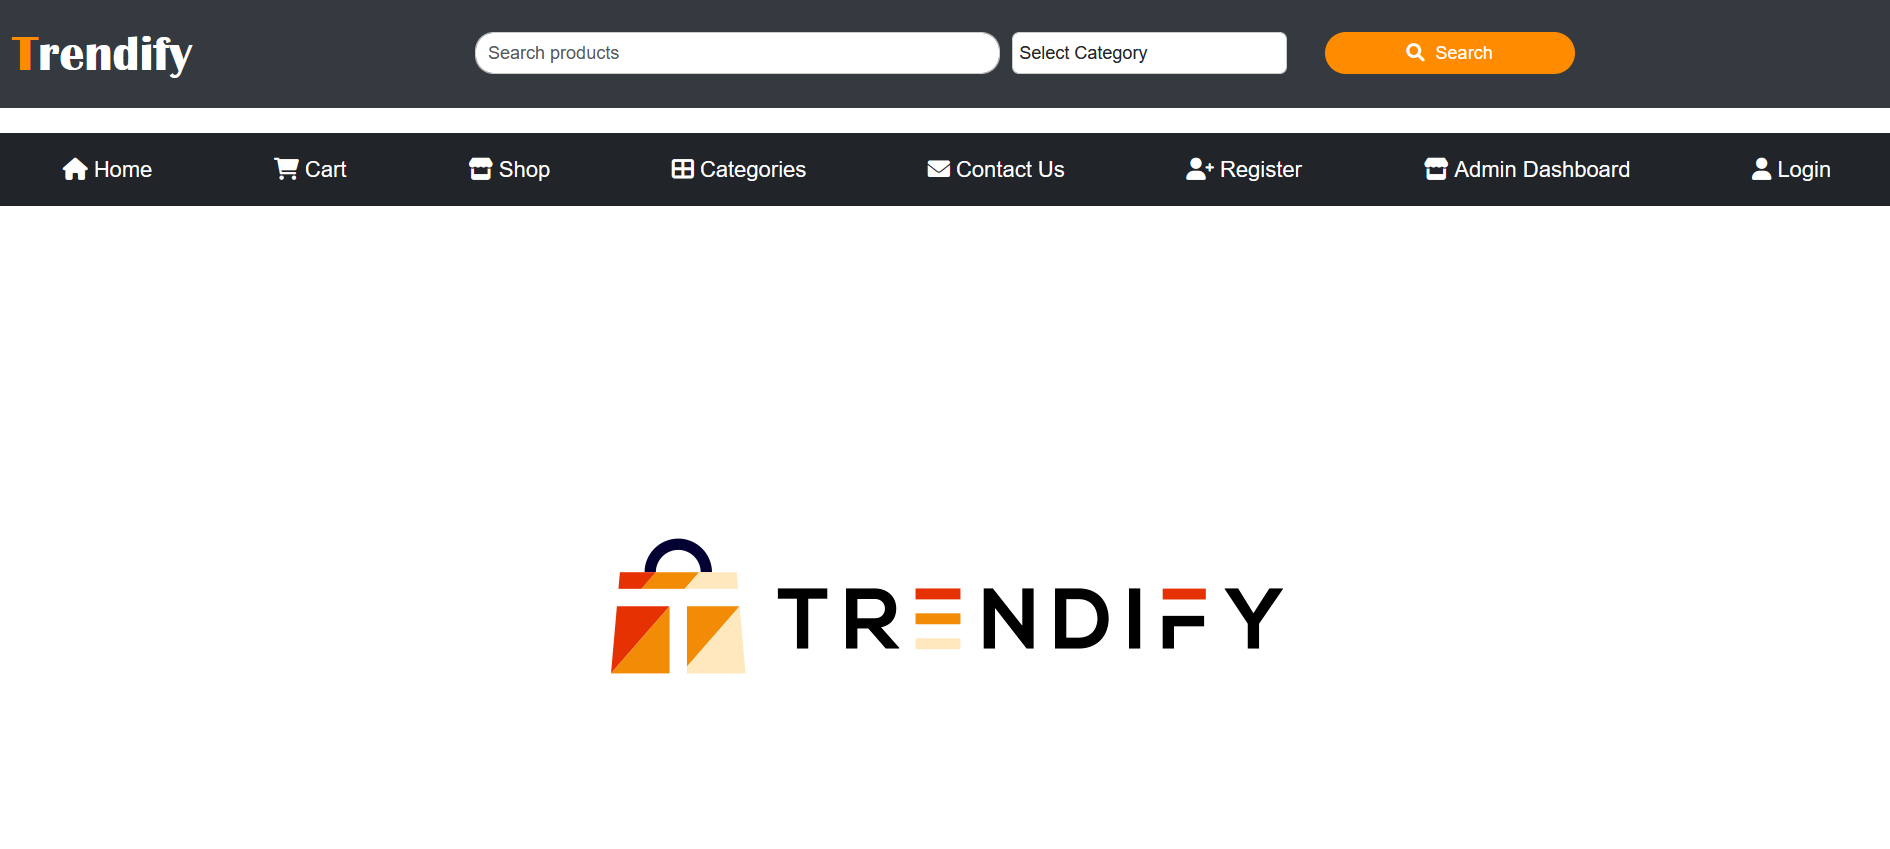 Trendify
Search products
Select Category
Search
Home
Cart
Shop
Categories
Contact Us
Register
Admin Dashboard
Login
TRENDIFY